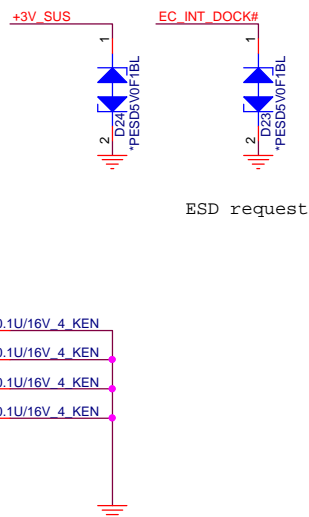 +3V_SUS
EC_INT_DOCK#
1
1
D24
*PESD5V0F1BL
D23
*PESD5V0F1BL
2
2
ESD request
0.1U/16V_4_KEN
0.1U/16V_4_KEN
0.1U/16V_4_KEN
0.1U/16V_4_KEN